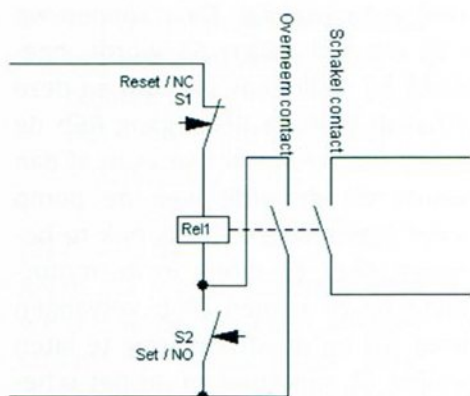 Reset / NC
S1
Rel1
S2
Set / NO
Overneem contact
Schakel contact